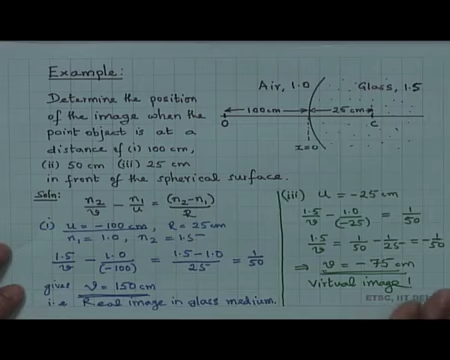 Example:
Determine the position
of the image when the
point object is at a
distance of (i) 100 cm,
(ii) 50 cm (iii) 25 cm
in front of the spherical surface.
Air, 1.0
Glass, 1.5
100 cm
25 cm
O
C
x=0
Soln:
n₂/v - n₁/u = (n₂-n₁)/R
(i) u = -100 cm, R = 25 cm
n₁ = 1.0, n₂ = 1.5
1.5/v - 1.0/(-100) = (1.5-1.0)/25 = 1/50
gives v = 150 cm
i.e Real image in glass medium.
(iii) u = -25 cm
1.5/v - 1.0/(-25) = 1/50
1.5/v = 1/50 - 1/25 = -1/50
⇒ v = -75 cm
Virtual image!
ETSC, IIT DEL